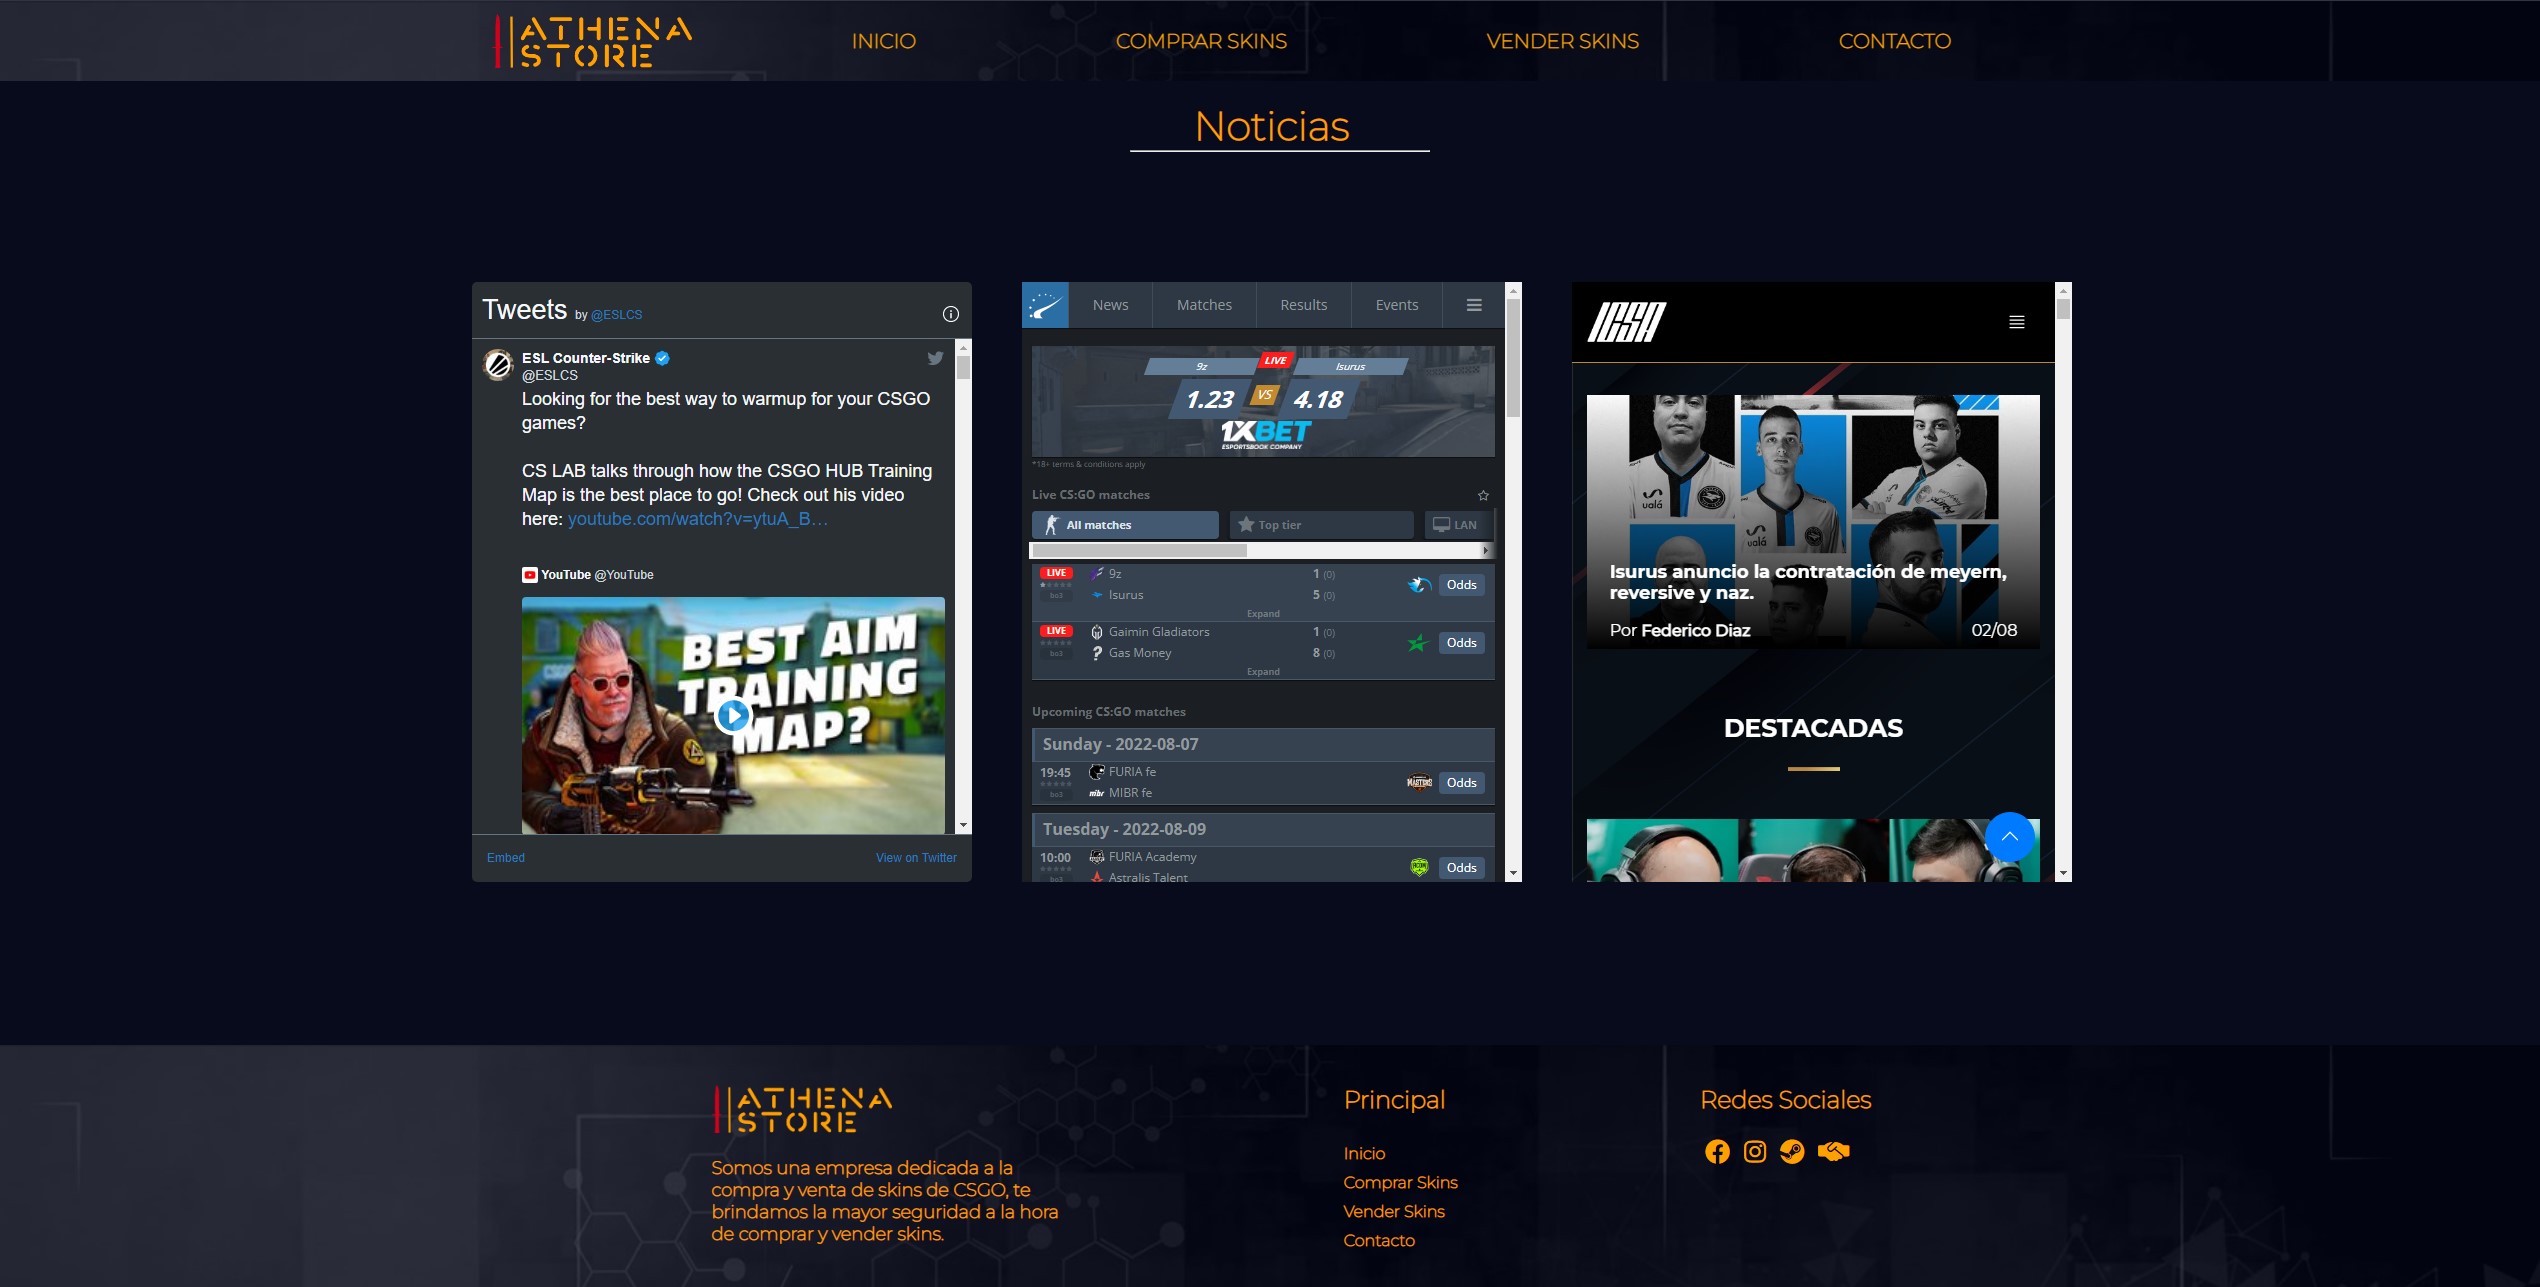 ATHENA
STORE
INICIO
COMPRAR SKINS
VENDER SKINS
CONTACTO
Noticias
Tweets by @ESLCS
ESL Counter-Strike
@ESLCS
Looking for the best way to warmup for your CSGO
games?
CS LAB talks through how the CSGO HUB Training
Map is the best place to go! Check out his video
here: youtube.com/watch?v=ytuA_B…
YouTube @YouTube
BEST AIM
TRAINING
MAP?
Embed
View on Twitter
News
Matches
Results
Events
LIVE
9z
Isurus
1.23
VS
4.18
1XBET
ESPORTSBOOK COMPANY
*18+ terms & conditions apply
Live CS:GO matches
All matches
Top tier
LAN
LIVE
9z
1 (0)
bo3
Isurus
5 (0)
Odds
Expand
LIVE
Gaimin Gladiators
1 (0)
bo3
Gas Money
8 (0)
Odds
Expand
Upcoming CS:GO matches
Sunday - 2022-08-07
19:45
FURIA fe
bo3
mibr
MIBR fe
MASTERS
Odds
Tuesday - 2022-08-09
10:00
FURIA Academy
bo3
Astralis Talent
Odds
ualá
ualá
Isurus anuncio la contratación de meyern,
reversive y naz.
Por Federico Diaz
02/08
DESTACADAS
ATHENA
STORE
Somos una empresa dedicada a la
compra y venta de skins de CSGO, te
brindamos la mayor seguridad a la hora
de comprar y vender skins.
Principal
Inicio
Comprar Skins
Vender Skins
Contacto
Redes Sociales